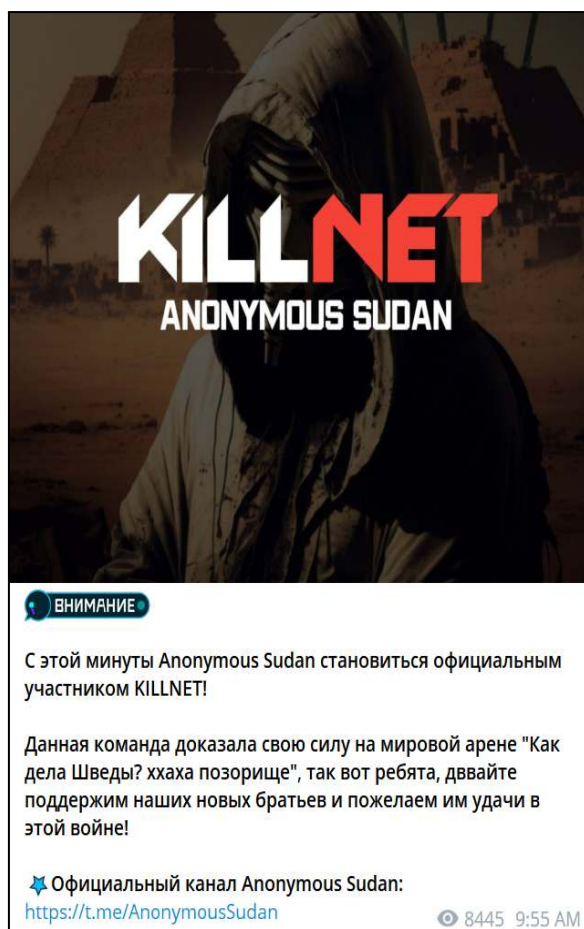 KILLNET
ANONYMOUS SUDAN
ВНИМАНИЕ
С этой минуты Anonymous Sudan становиться официальным
участником KILLNET!
Данная команда доказала свою силу на мировой арене "Как
дела Шведы? ххаха позорище", так вот ребята, дввайте
поддержим наших новых братьев и пожелаем им удачи в
этой войне!
Официальный канал Anonymous Sudan:
https://t.me/AnonymousSudan
8445 9:55 AM